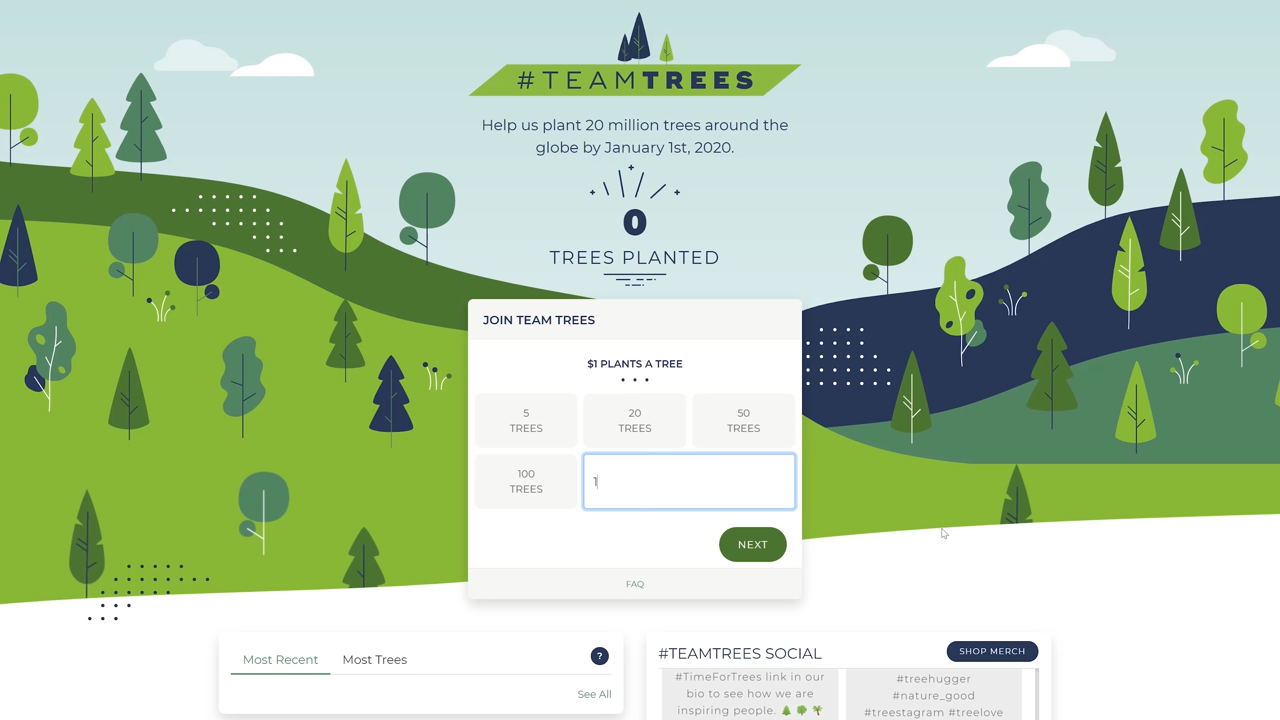 #TEAMTREES
Help us plant 20 million trees around the
globe by January 1st, 2020.
0
TREES PLANTED
JOIN TEAM TREES
$1 PLANTS A TREE
5
TREES
20
TREES
50
TREES
100
TREES
1
NEXT
FAQ
Most Recent
Most Trees
?
See All
#TEAMTREES SOCIAL
SHOP MERCH
#TimeForTrees link in our
bio to see how we are
inspiring people. 🌲 🌳 🌴
#treehugger
#nature_good
#treestagram #treelove